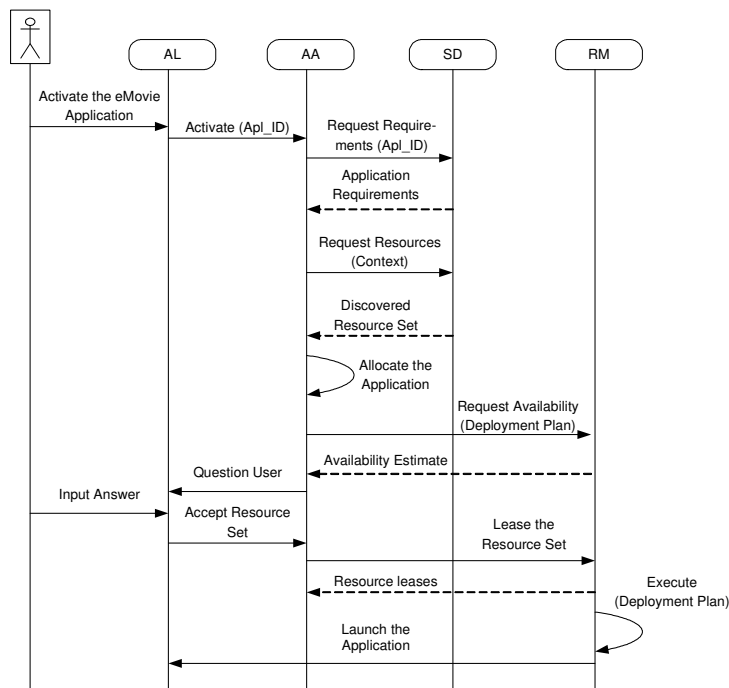 AL
AA
SD
RM
Activate the eMovie
Application
Activate (Apl_ID)
Request Require-
ments (Apl_ID)
Application
Requirements
Request Resources
(Context)
Discovered
Resource Set
Allocate the
Application
Request Availability
(Deployment Plan)
Availability Estimate
Question User
Input Answer
Accept Resource
Set
Lease the
Resource Set
Resource leases
Execute
(Deployment Plan)
Launch the
Application